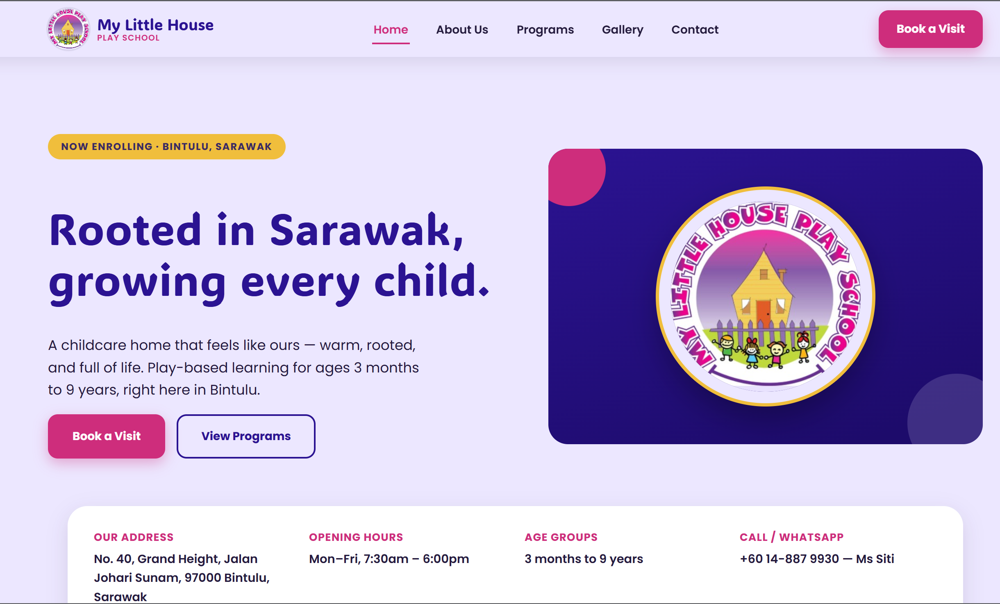 MY LITTLE HOUSE PLAY SCHOOL
My Little House
PLAY SCHOOL
Home
About Us
Programs
Gallery
Contact
Book a Visit
NOW ENROLLING · BINTULU, SARAWAK
Rooted in Sarawak,
growing every child.
A childcare home that feels like ours — warm, rooted,
and full of life. Play-based learning for ages 3 months
to 9 years, right here in Bintulu.
Book a Visit
View Programs
MY LITTLE HOUSE PLAY SCHOOL
OUR ADDRESS
No. 40, Grand Height, Jalan
Johari Sunam, 97000 Bintulu,
Sarawak
OPENING HOURS
Mon–Fri, 7:30am – 6:00pm
AGE GROUPS
3 months to 9 years
CALL / WHATSAPP
+60 14-887 9930 — Ms Siti